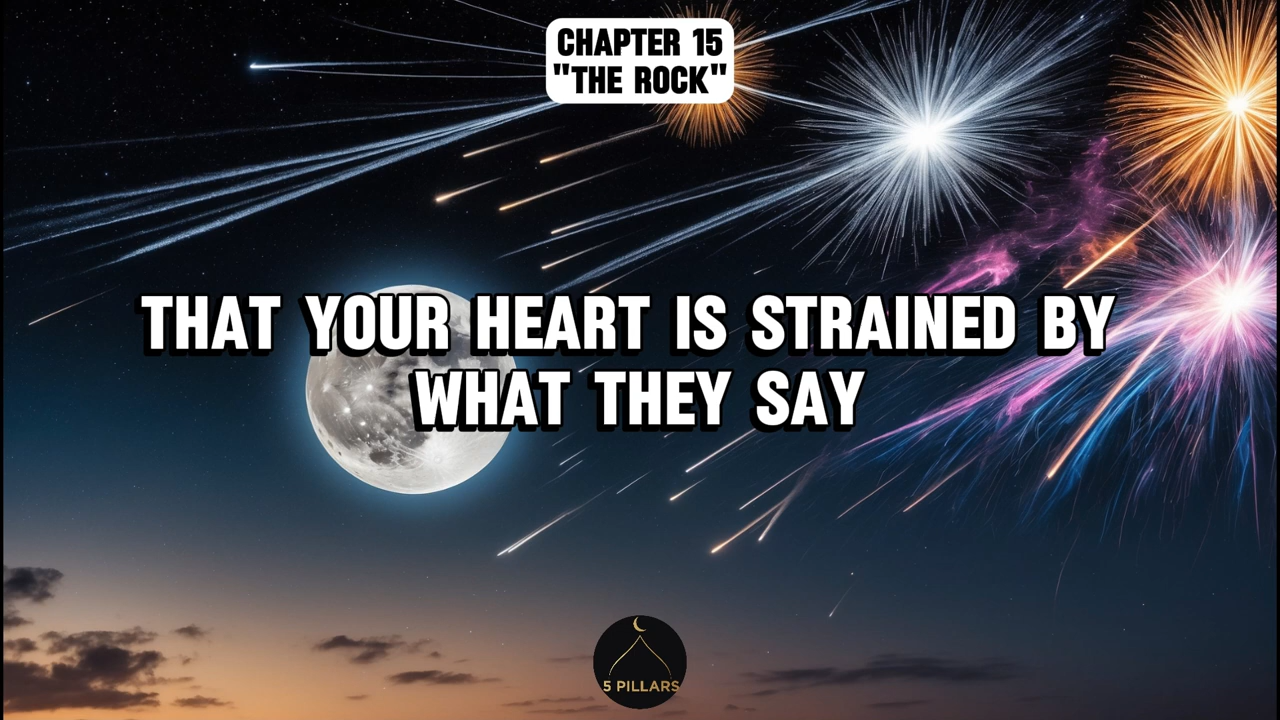 CHAPTER 15
"THE ROCK"
THAT YOUR HEART IS STRAINED BY
WHAT THEY SAY
5 PILLARS